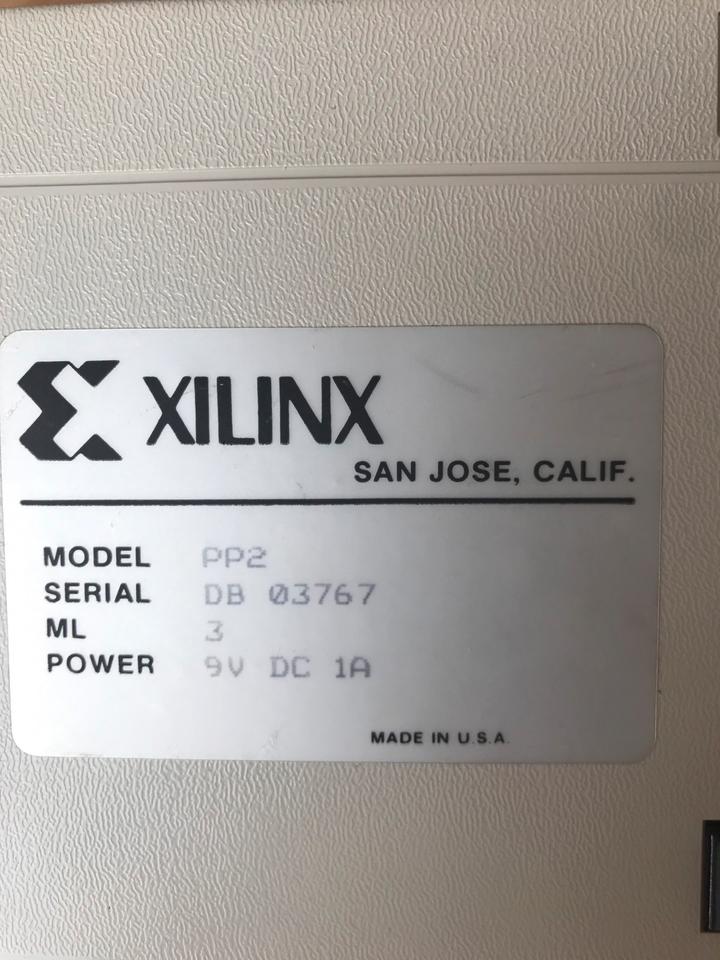 XILINX
SAN JOSE, CALIF.
MODEL PP2
SERIAL DB 03767
ML 3
POWER 9V DC 1A
MADE IN U.S.A.